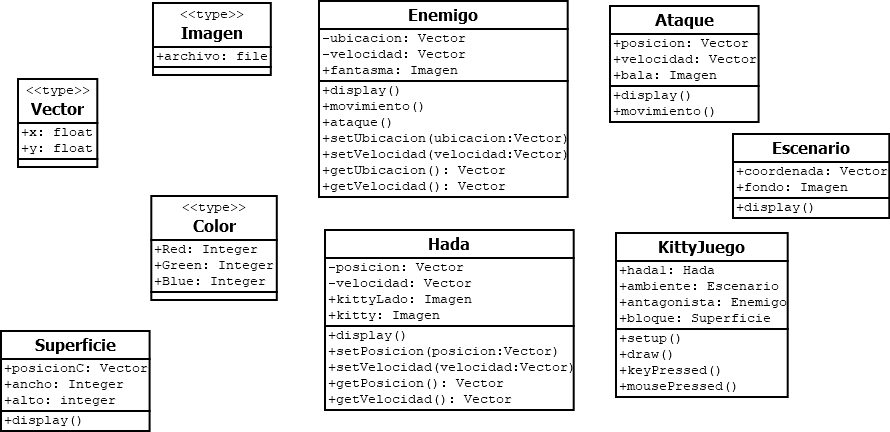 <<type>>
Imagen
+archivo: file
<<type>>
Vector
+x: float
+y: float
Enemigo
-ubicacion: Vector
-velocidad: Vector
+fantasma: Imagen
+display()
+movimiento()
+ataque()
+setUbicacion(ubicacion:Vector)
+setVelocidad(velocidad:Vector)
+getUbicacion(): Vector
+getVelocidad(): Vector
Ataque
+posicion: Vector
+velocidad: Vector
+bala: Imagen
+display()
+movimiento()
Escenario
+coordenada: Vector
+fondo: Imagen
+display()
<<type>>
Color
+Red: Integer
+Green: Integer
+Blue: Integer
Hada
-posicion: Vector
-velocidad: Vector
+kittyLado: Imagen
+kitty: Imagen
+display()
+setPosicion(posicion:Vector)
+setVelocidad(velocidad:Vector)
+getPosicion(): Vector
+getVelocidad(): Vector
KittyJuego
+hadal: Hada
+ambiente: Escenario
+antagonista: Enemigo
+bloque: Superficie
+setup()
+draw()
+keyPressed()
+mousePressed()
Superficie
+posicionC: Vector
+ancho: Integer
+alto: integer
+display()